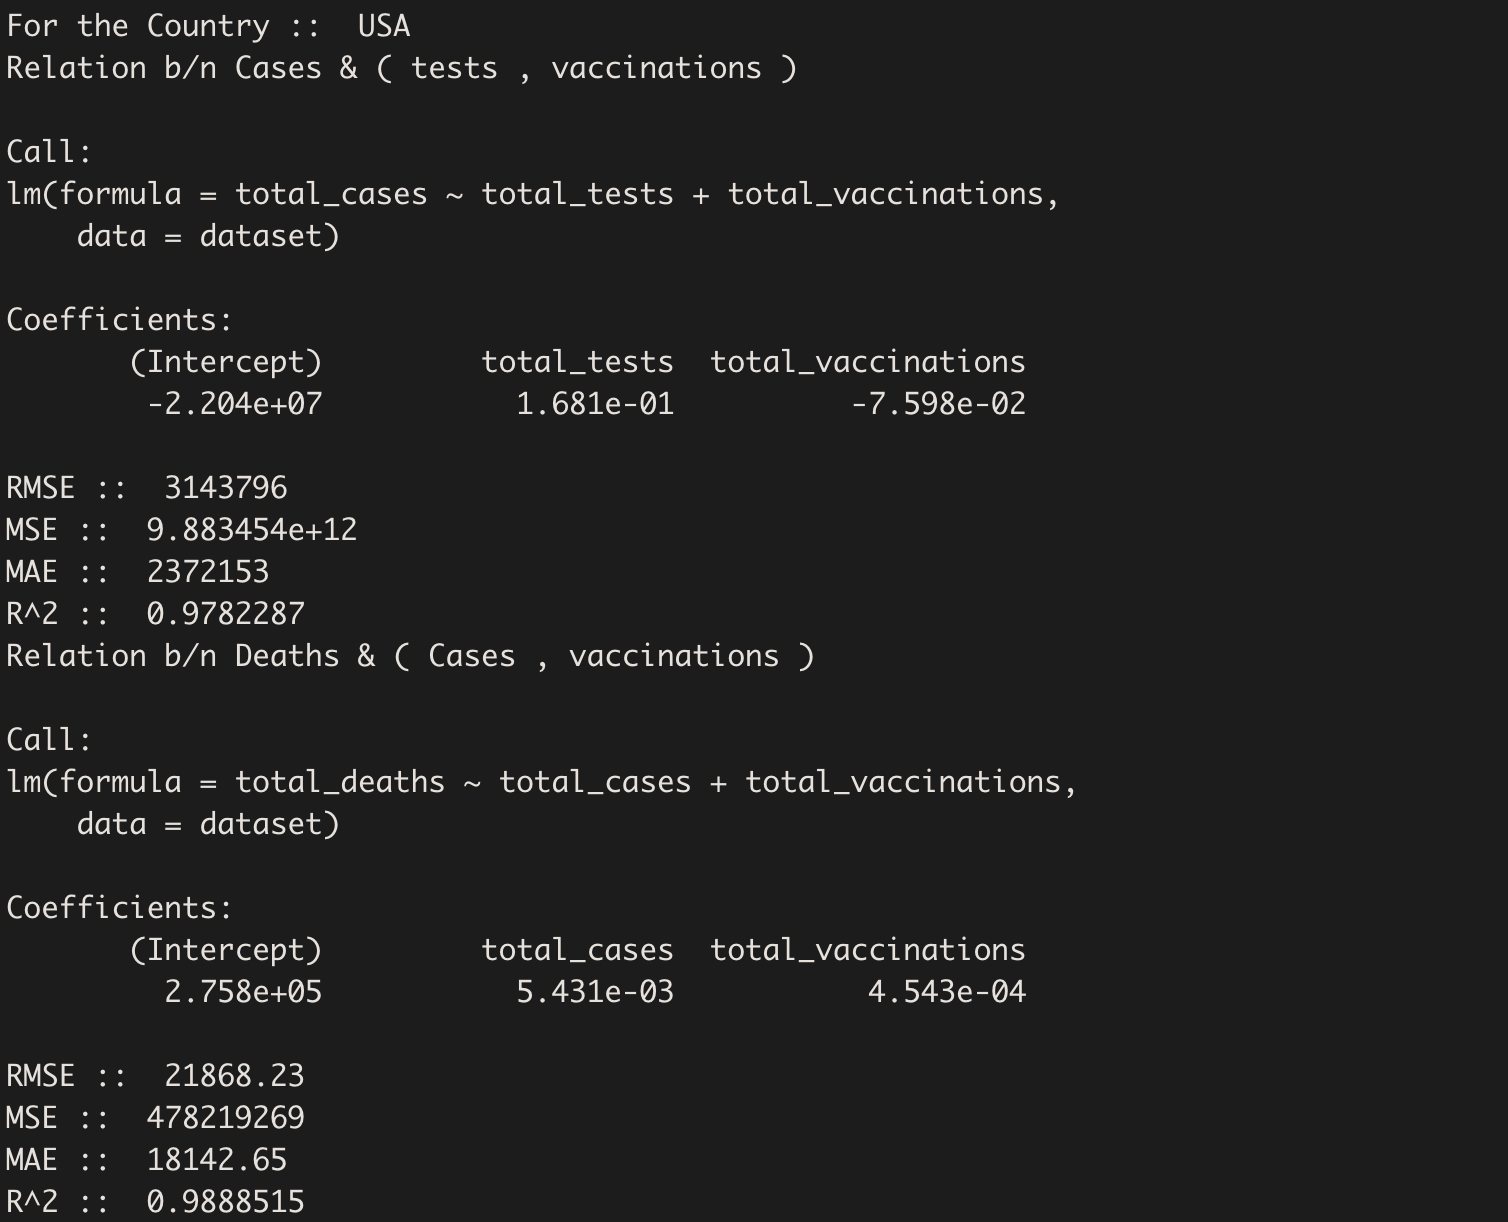 For the Country ::  USA
Relation b/n Cases & ( tests , vaccinations )

Call:
lm(formula = total_cases ~ total_tests + total_vaccinations,
    data = dataset)

Coefficients:
       (Intercept)         total_tests  total_vaccinations
        -2.204e+07           1.681e-01          -7.598e-02

RMSE ::  3143796
MSE ::  9.883454e+12
MAE ::  2372153
R^2 ::  0.9782287
Relation b/n Deaths & ( Cases , vaccinations )

Call:
lm(formula = total_deaths ~ total_cases + total_vaccinations,
    data = dataset)

Coefficients:
       (Intercept)         total_cases  total_vaccinations
         2.758e+05           5.431e-03           4.543e-04

RMSE ::  21868.23
MSE ::  478219269
MAE ::  18142.65
R^2 ::  0.9888515